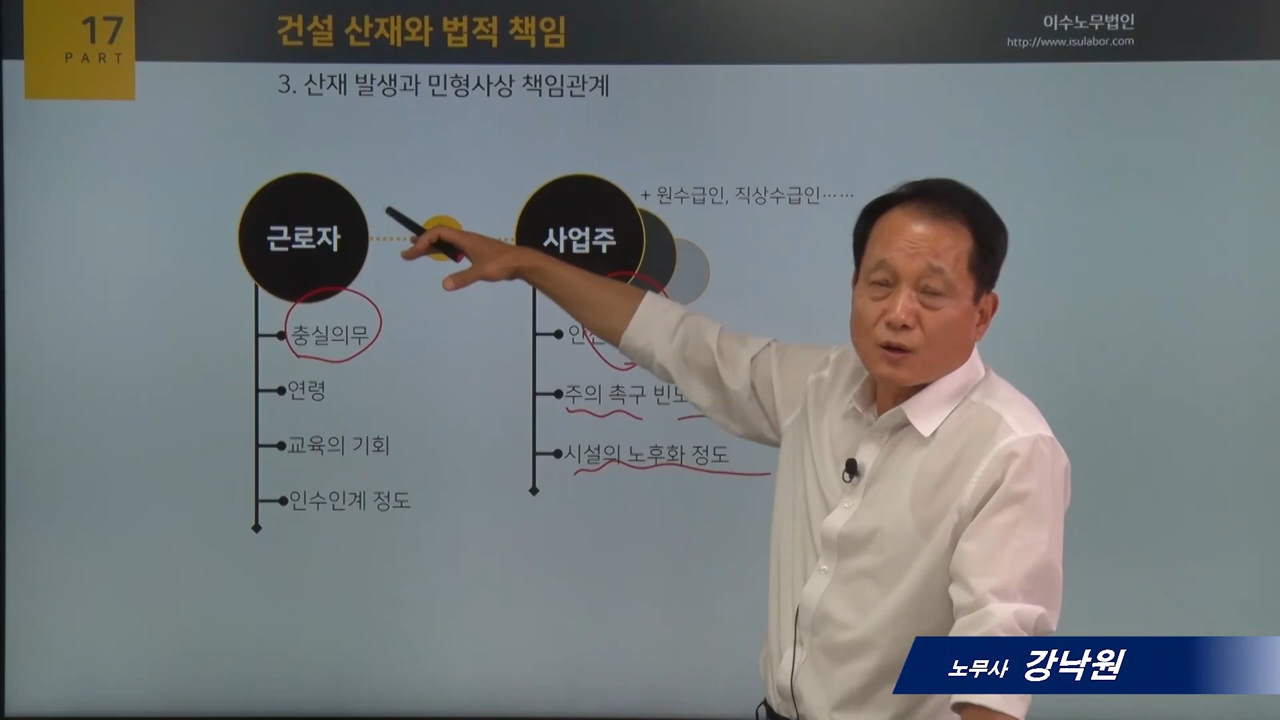 17
PART
건설 산재와 법적 책임
이수노무법인
http://www.isulabor.com
3. 산재 발생과 민형사상 책임관계
근로자
사업주
+ 원수급인, 직상수급인……
충실의무
연령
교육의 기회
인수인계 정도
주의 촉구
시설의 노후화 정도
노무사 강낙원